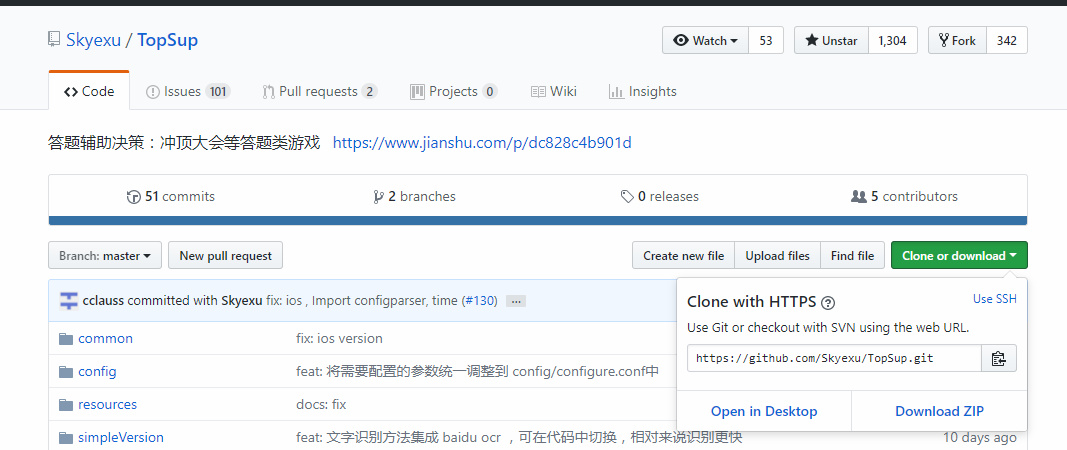 Skyexu / TopSup Watch 53 Unstar 1,304 Fork 342
Code Issues 101 Pull requests 2 Projects 0 Wiki Insights
答题辅助决策：冲顶大会等答题类游戏 https://www.jianshu.com/p/dc828c4b901d
51 commits 2 branches 0 releases 5 contributors
Branch: master New pull request Create new file Upload files Find file Clone or download
cclauss committed with Skyexu fix: ios , Import configparser, time (#130) ...
Clone with HTTPS ? Use SSH
Use Git or checkout with SVN using the web URL.
common fix: ios version
https://github.com/Skyexu/TopSup.git
config feat: 将需要配置的参数统一调整到 config/configure.conf中
resources docs: fix
Open in Desktop Download ZIP
simpleVersion feat: 文字识别方法集成 baidu ocr ，可在代码中切换，相对来说识别更快 10 days ago